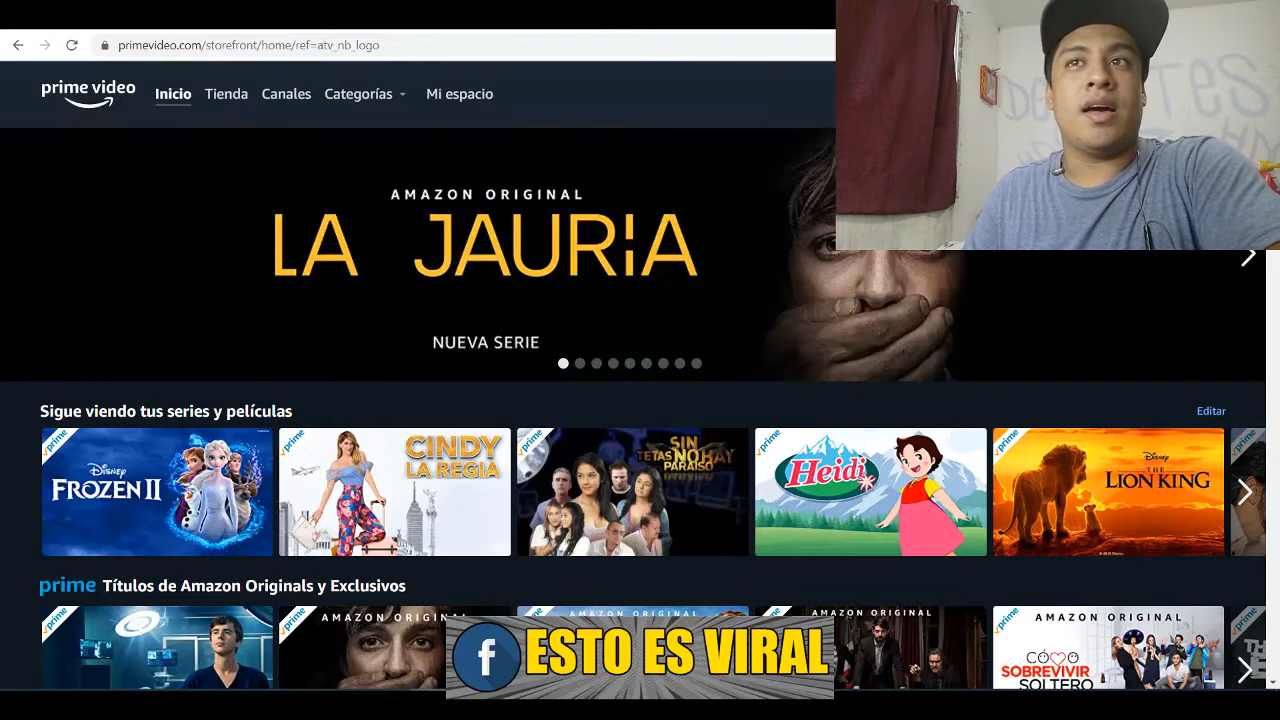 primevideo.com/storefront/home/ref=atv_nb_logo
prime video
Inicio
Tienda
Canales
Categorías
Mi espacio
AMAZON ORIGINAL
LA JAURIA
NUEVA SERIE
Sigue viendo tus series y películas
Editar
prime
Disney
FROZEN II
prime
CINDY
LA REGIA
prime
SIN
TETAS NO HAY
PARAISO
prime
Heidi
prime
Disney
THE
LION KING
prime Títulos de Amazon Originals y Exclusivos
prime
prime
AMAZON ORIGINAL
prime
AMAZON ORIGINAL
prime
AMAZON ORIGINAL
AMAZON ORIGINAL
CÓMO
SOBREVIVIR
SOLTERO
f ESTO ES VIRAL